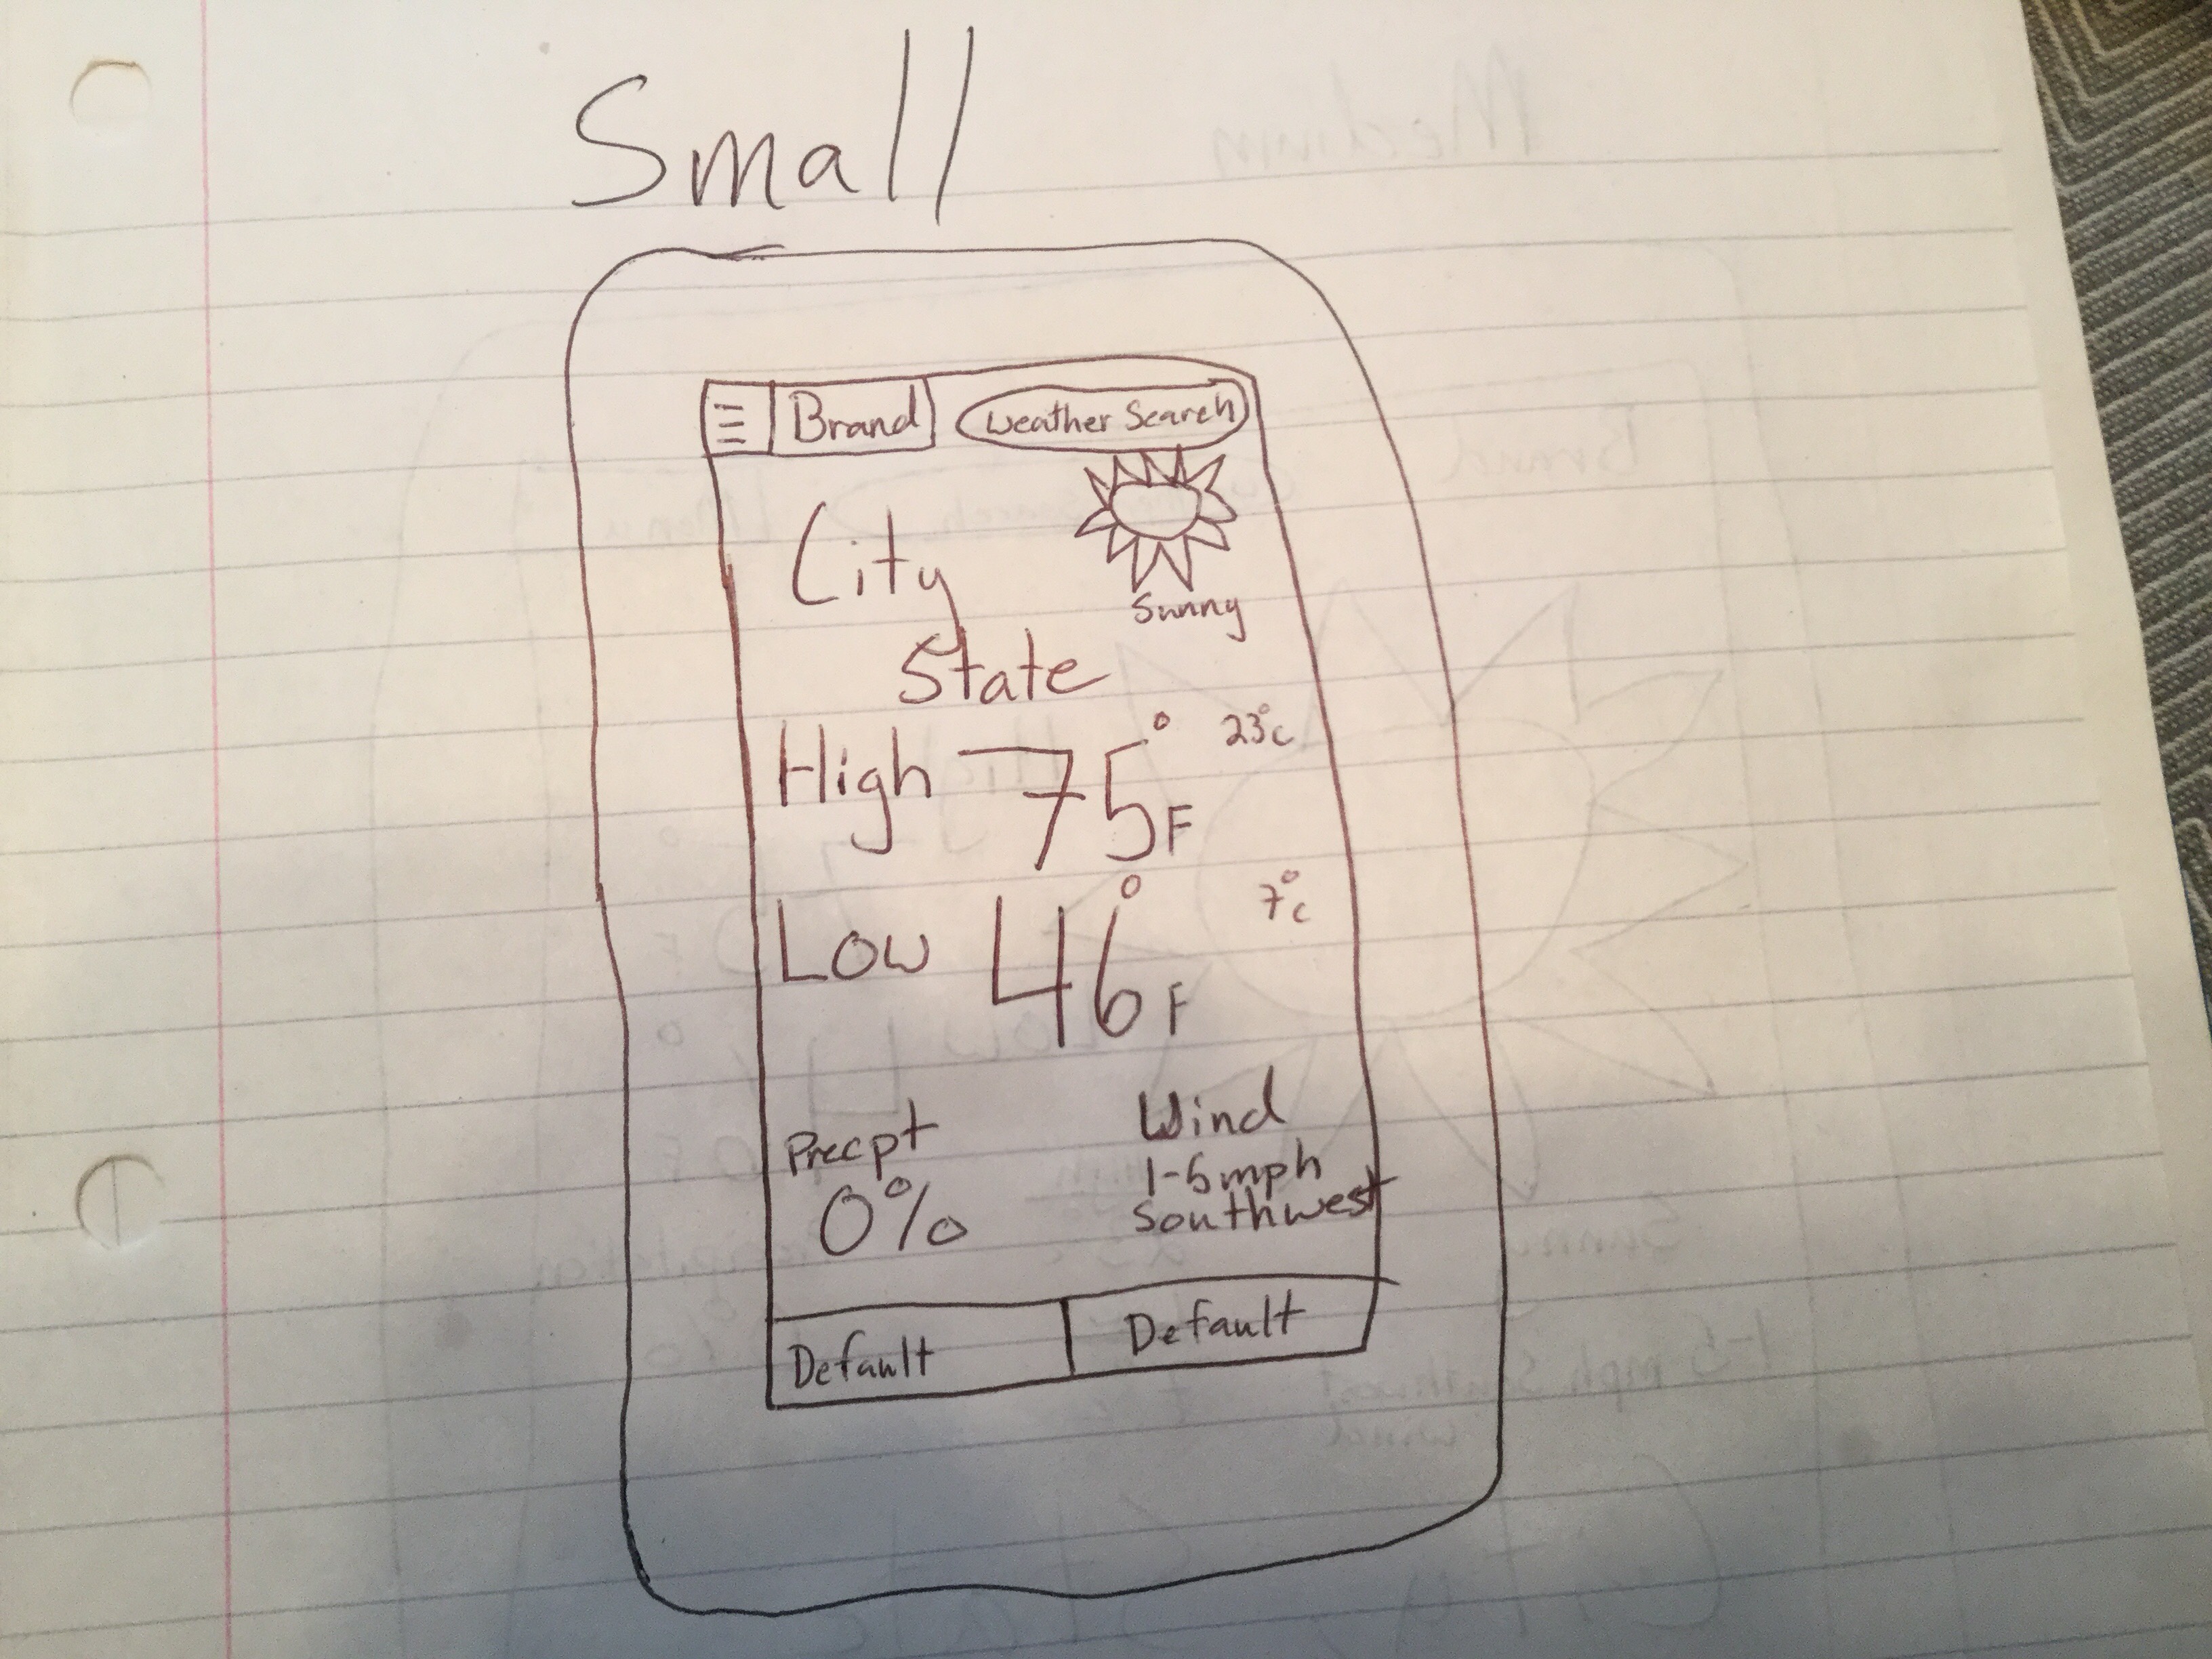 Small
Brand Weather Search
City
Sunny
State
High 75°F 23°c
Low 46°F 7°c
Precpt Wind
0% 1-6mph
southwest
Default Default